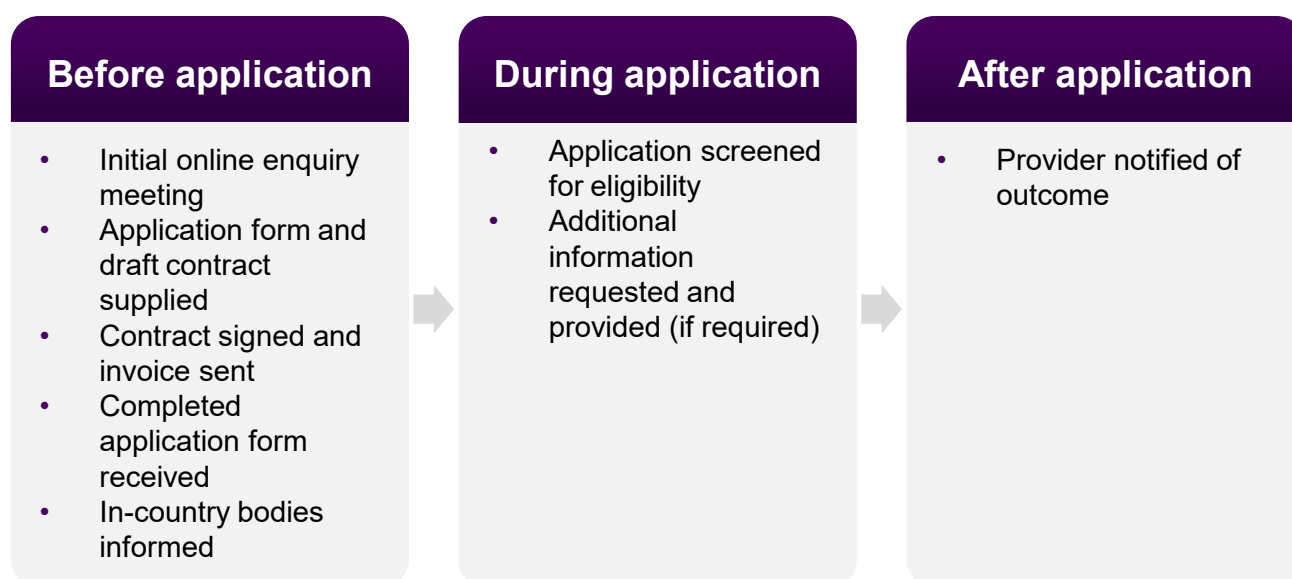 Before application
• Initial online enquiry
meeting
• Application form and
draft contract
supplied
• Contract signed and
invoice sent
• Completed
application form
received
• In-country bodies
informed
During application
• Application screened
for eligibility
• Additional
information
requested and
provided (if required)
After application
• Provider notified of
outcome